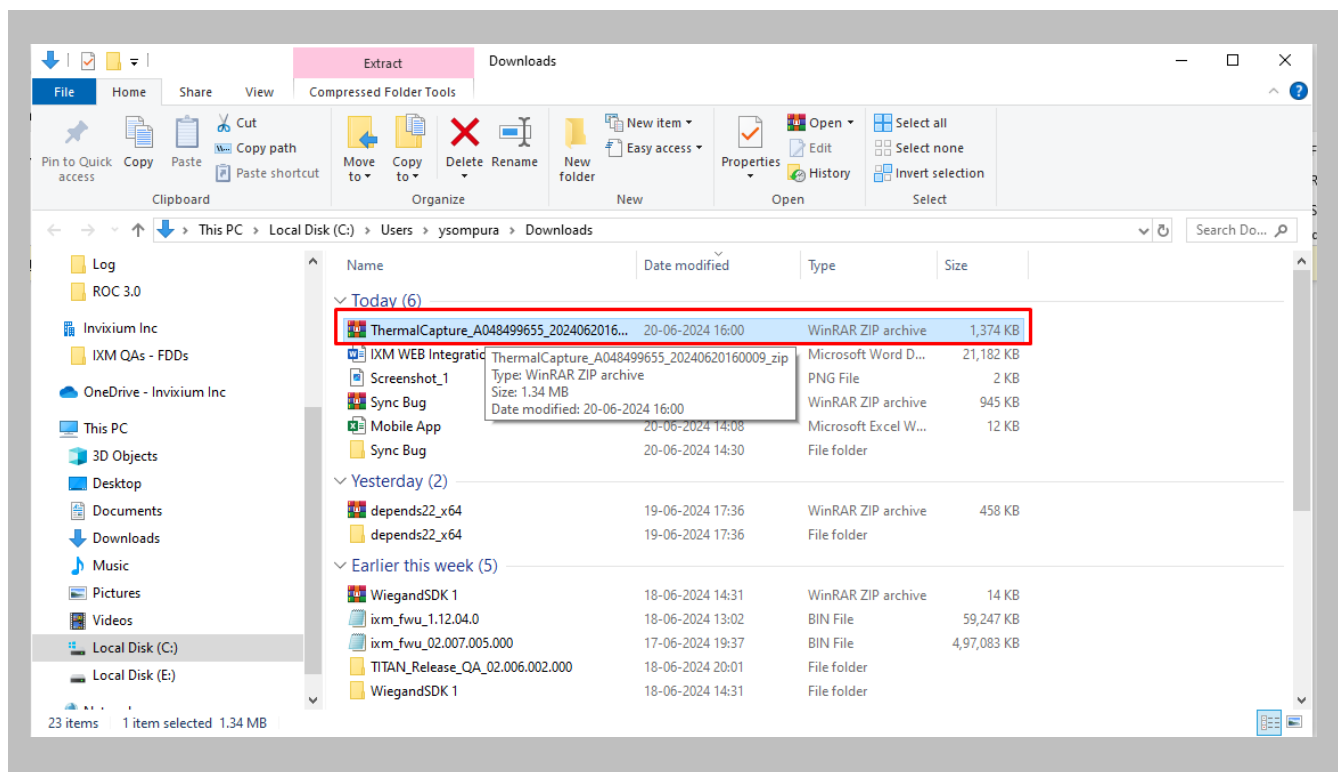 Extract
Downloads
File
Home
Share
View
Compressed Folder Tools
Pin to Quick access
Copy
Paste
Cut
Copy path
Paste shortcut
Clipboard
Move to
Copy to
Delete
Rename
Organize
New folder
New item
Easy access
New
Properties
Open
Edit
History
Open
Select all
Select none
Invert selection
Select
This PC > Local Disk (C:) > Users > ysompura > Downloads
Search Do...
Log
ROC 3.0
Invixium Inc
IXM QAs - FDDs
OneDrive - Invixium Inc
This PC
3D Objects
Desktop
Documents
Downloads
Music
Pictures
Videos
Local Disk (C:)
Local Disk (E:)
Name Date modified Type Size
Today (6)
ThermalCapture_A048499655_2024062016... 20-06-2024 16:00 WinRAR ZIP archive 1,374 KB
IXM WEB Integratio Microsoft Word D... 21,182 KB
Screenshot_1 PNG File 2 KB
Sync Bug WinRAR ZIP archive 945 KB
Mobile App 20-06-2024 14:08 Microsoft Excel W... 12 KB
Sync Bug 20-06-2024 14:30 File folder
ThermalCapture_A048499655_20240620160009_zip
Type: WinRAR ZIP archive
Size: 1.34 MB
Date modified: 20-06-2024 16:00
Yesterday (2)
depends22_x64 19-06-2024 17:36 WinRAR ZIP archive 458 KB
depends22_x64 19-06-2024 17:36 File folder
Earlier this week (5)
WiegandSDK 1 18-06-2024 14:31 WinRAR ZIP archive 14 KB
ixm_fwu_1.12.04.0 18-06-2024 13:02 BIN File 59,247 KB
ixm_fwu_02.007.005.000 17-06-2024 19:37 BIN File 4,97,083 KB
TITAN_Release_QA_02.006.002.000 18-06-2024 20:01 File folder
WiegandSDK 1 18-06-2024 14:31 File folder
23 items 1 item selected 1.34 MB